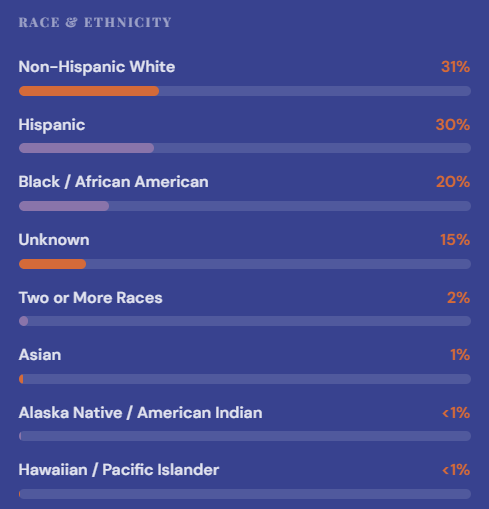 RACE & ETHNICITY
Non-Hispanic White 31%
Hispanic 30%
Black / African American 20%
Unknown 15%
Two or More Races 2%
Asian 1%
Alaska Native / American Indian <1%
Hawaiian / Pacific Islander <1%